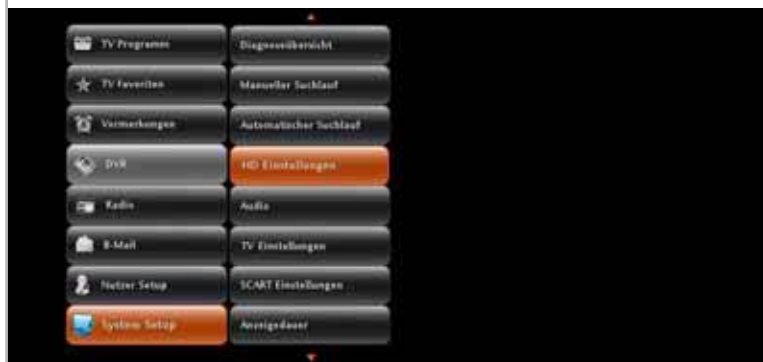 TV Programm
TV Favoriten
Vormerkungen
DVR
Radio
E-Mail
Nutzer Setup
System Setup
Diagnoseübersicht
Manueller Suchlauf
Automatischer Suchlauf
HD Einstellungen
Audio
TV Einstellungen
SCART Einstellungen
Anzeigedauer